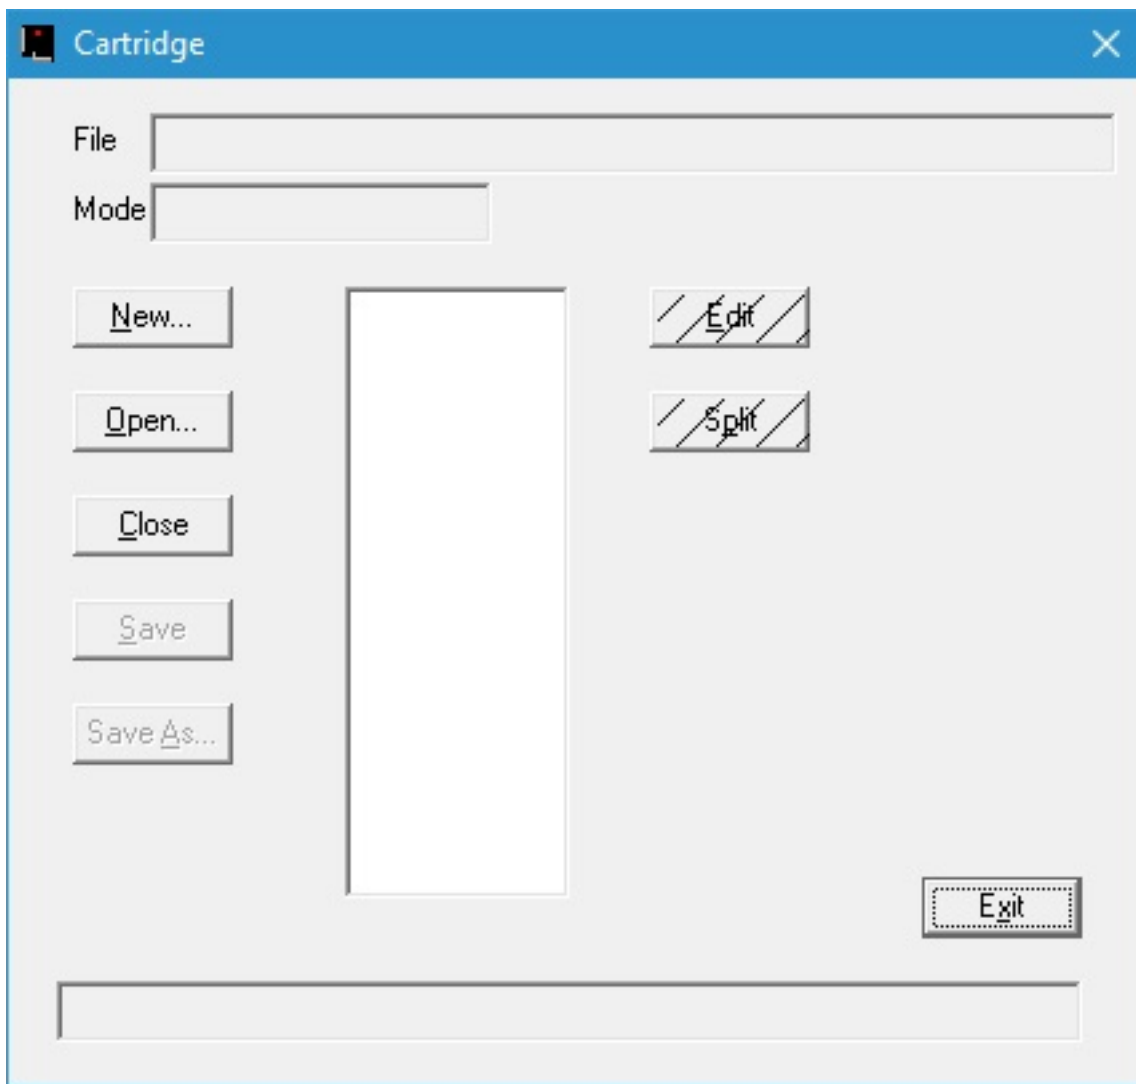 Cartridge
File
Mode
New...
Edit
Open...
Split
Close
Save
Save As...
Exit